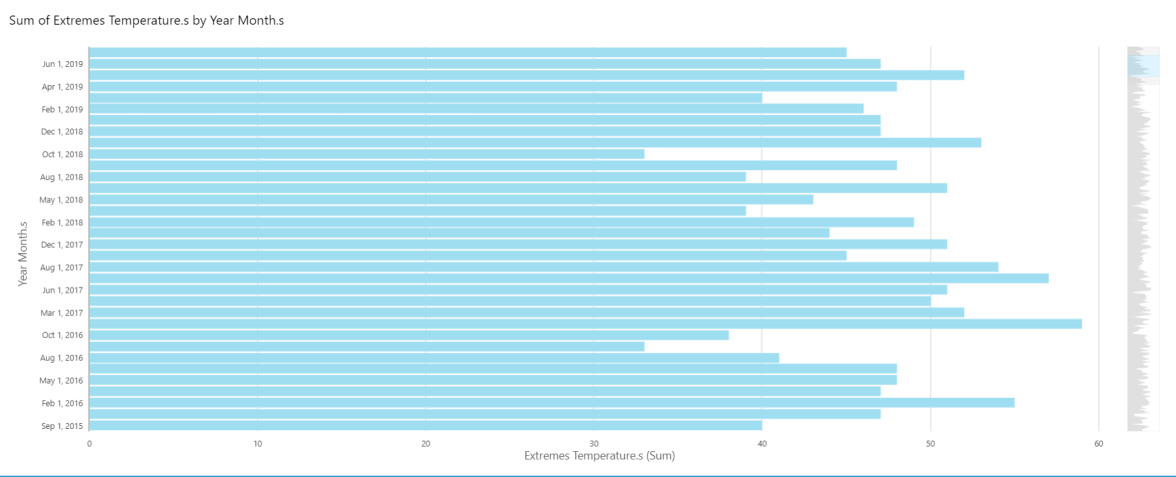 Sum of Extremes Temperature.s by Year Month.s
Year Month.s
Jun 1, 2019
Apr 1, 2019
Feb 1, 2019
Dec 1, 2018
Oct 1, 2018
Aug 1, 2018
May 1, 2018
Feb 1, 2018
Dec 1, 2017
Aug 1, 2017
Jun 1, 2017
Mar 1, 2017
Oct 1, 2016
Aug 1, 2016
May 1, 2016
Feb 1, 2016
Sep 1, 2015
0 10 20 30 40 50 60
Extremes Temperature.s (Sum)